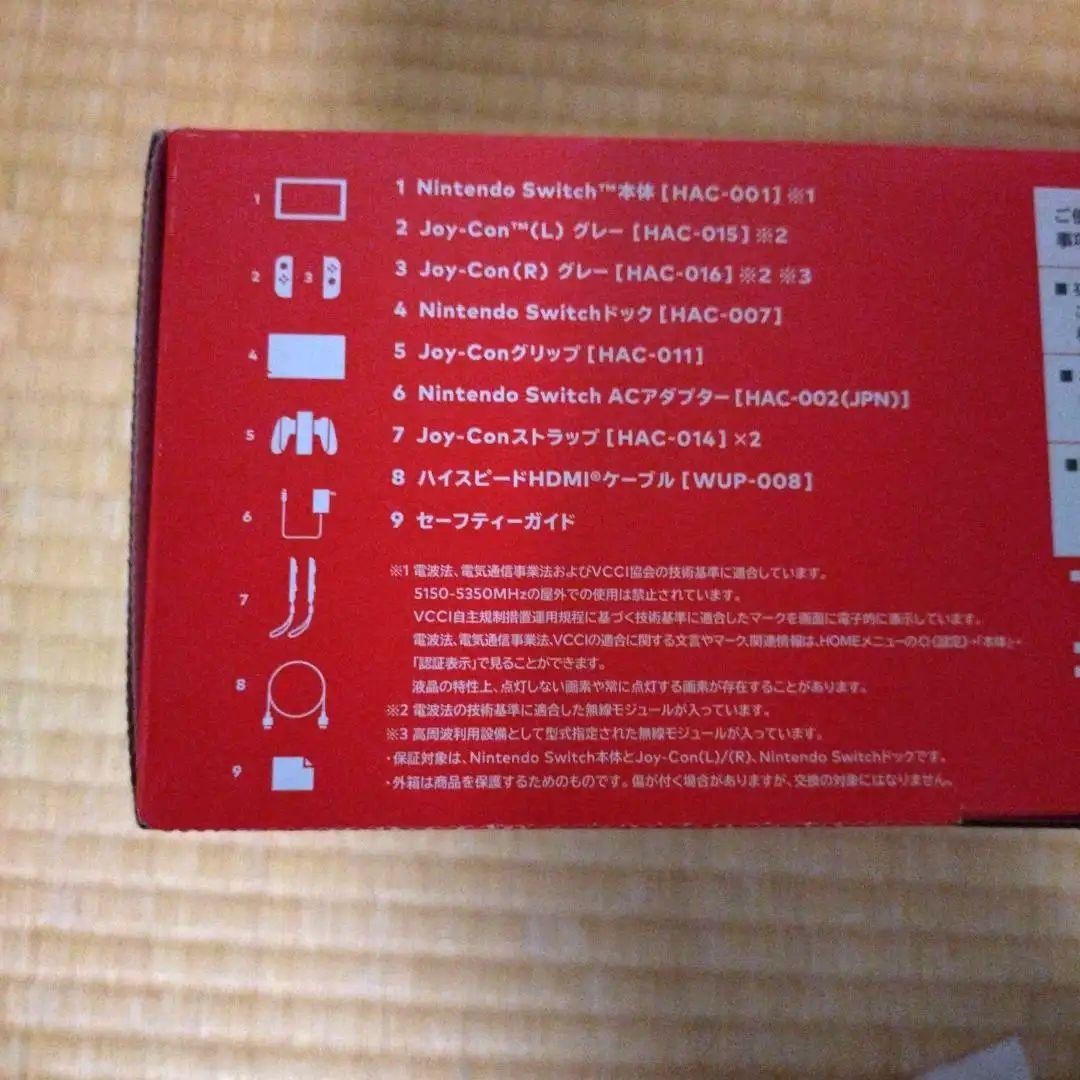 1 Nintendo Switch™本体 [HAC-001] ※1
2 Joy-Con™(L) グレー [HAC-015] ※2
3 Joy-Con(R) グレー [HAC-016] ※2 ※3
4 Nintendo Switchドック [HAC-007]
5 Joy-Conグリップ [HAC-011]
6 Nintendo Switch ACアダプター [HAC-002(JPN)]
7 Joy-Conストラップ [HAC-014] ×2
8 ハイスピードHDMI®ケーブル [WUP-008]
9 セーフティーガイド
※1 電波法、電気通信事業法およびVCCI協会の技術基準に適合しています。
5150-5350MHzの屋外での使用は禁止されています。
VCCI自主規制措置運用規程に基づく技術基準に適合したマークを画面に電子的に表示しています。
電波法、電気通信事業法、VCCIの適合に関する文言やマーク関連情報は、HOMEメニューの(設定)→「本体」→
「認証表示」で見ることができます。
液晶の特性上、点灯しない画素や常に点灯する画素が存在することがあります。
※2 電波法の技術基準に適合した無線モジュールが入っています。
※3 高周波利用設備として型式指定された無線モジュールが入っています。
・保証対象は、Nintendo Switch本体とJoy-Con(L)/(R)、Nintendo Switchドックです。
・外箱は商品を保護するためのものです。傷が付く場合がありますが、交換の対象にはなりません。
1
2
3
4
5
6
7
8
9
ご使
事項